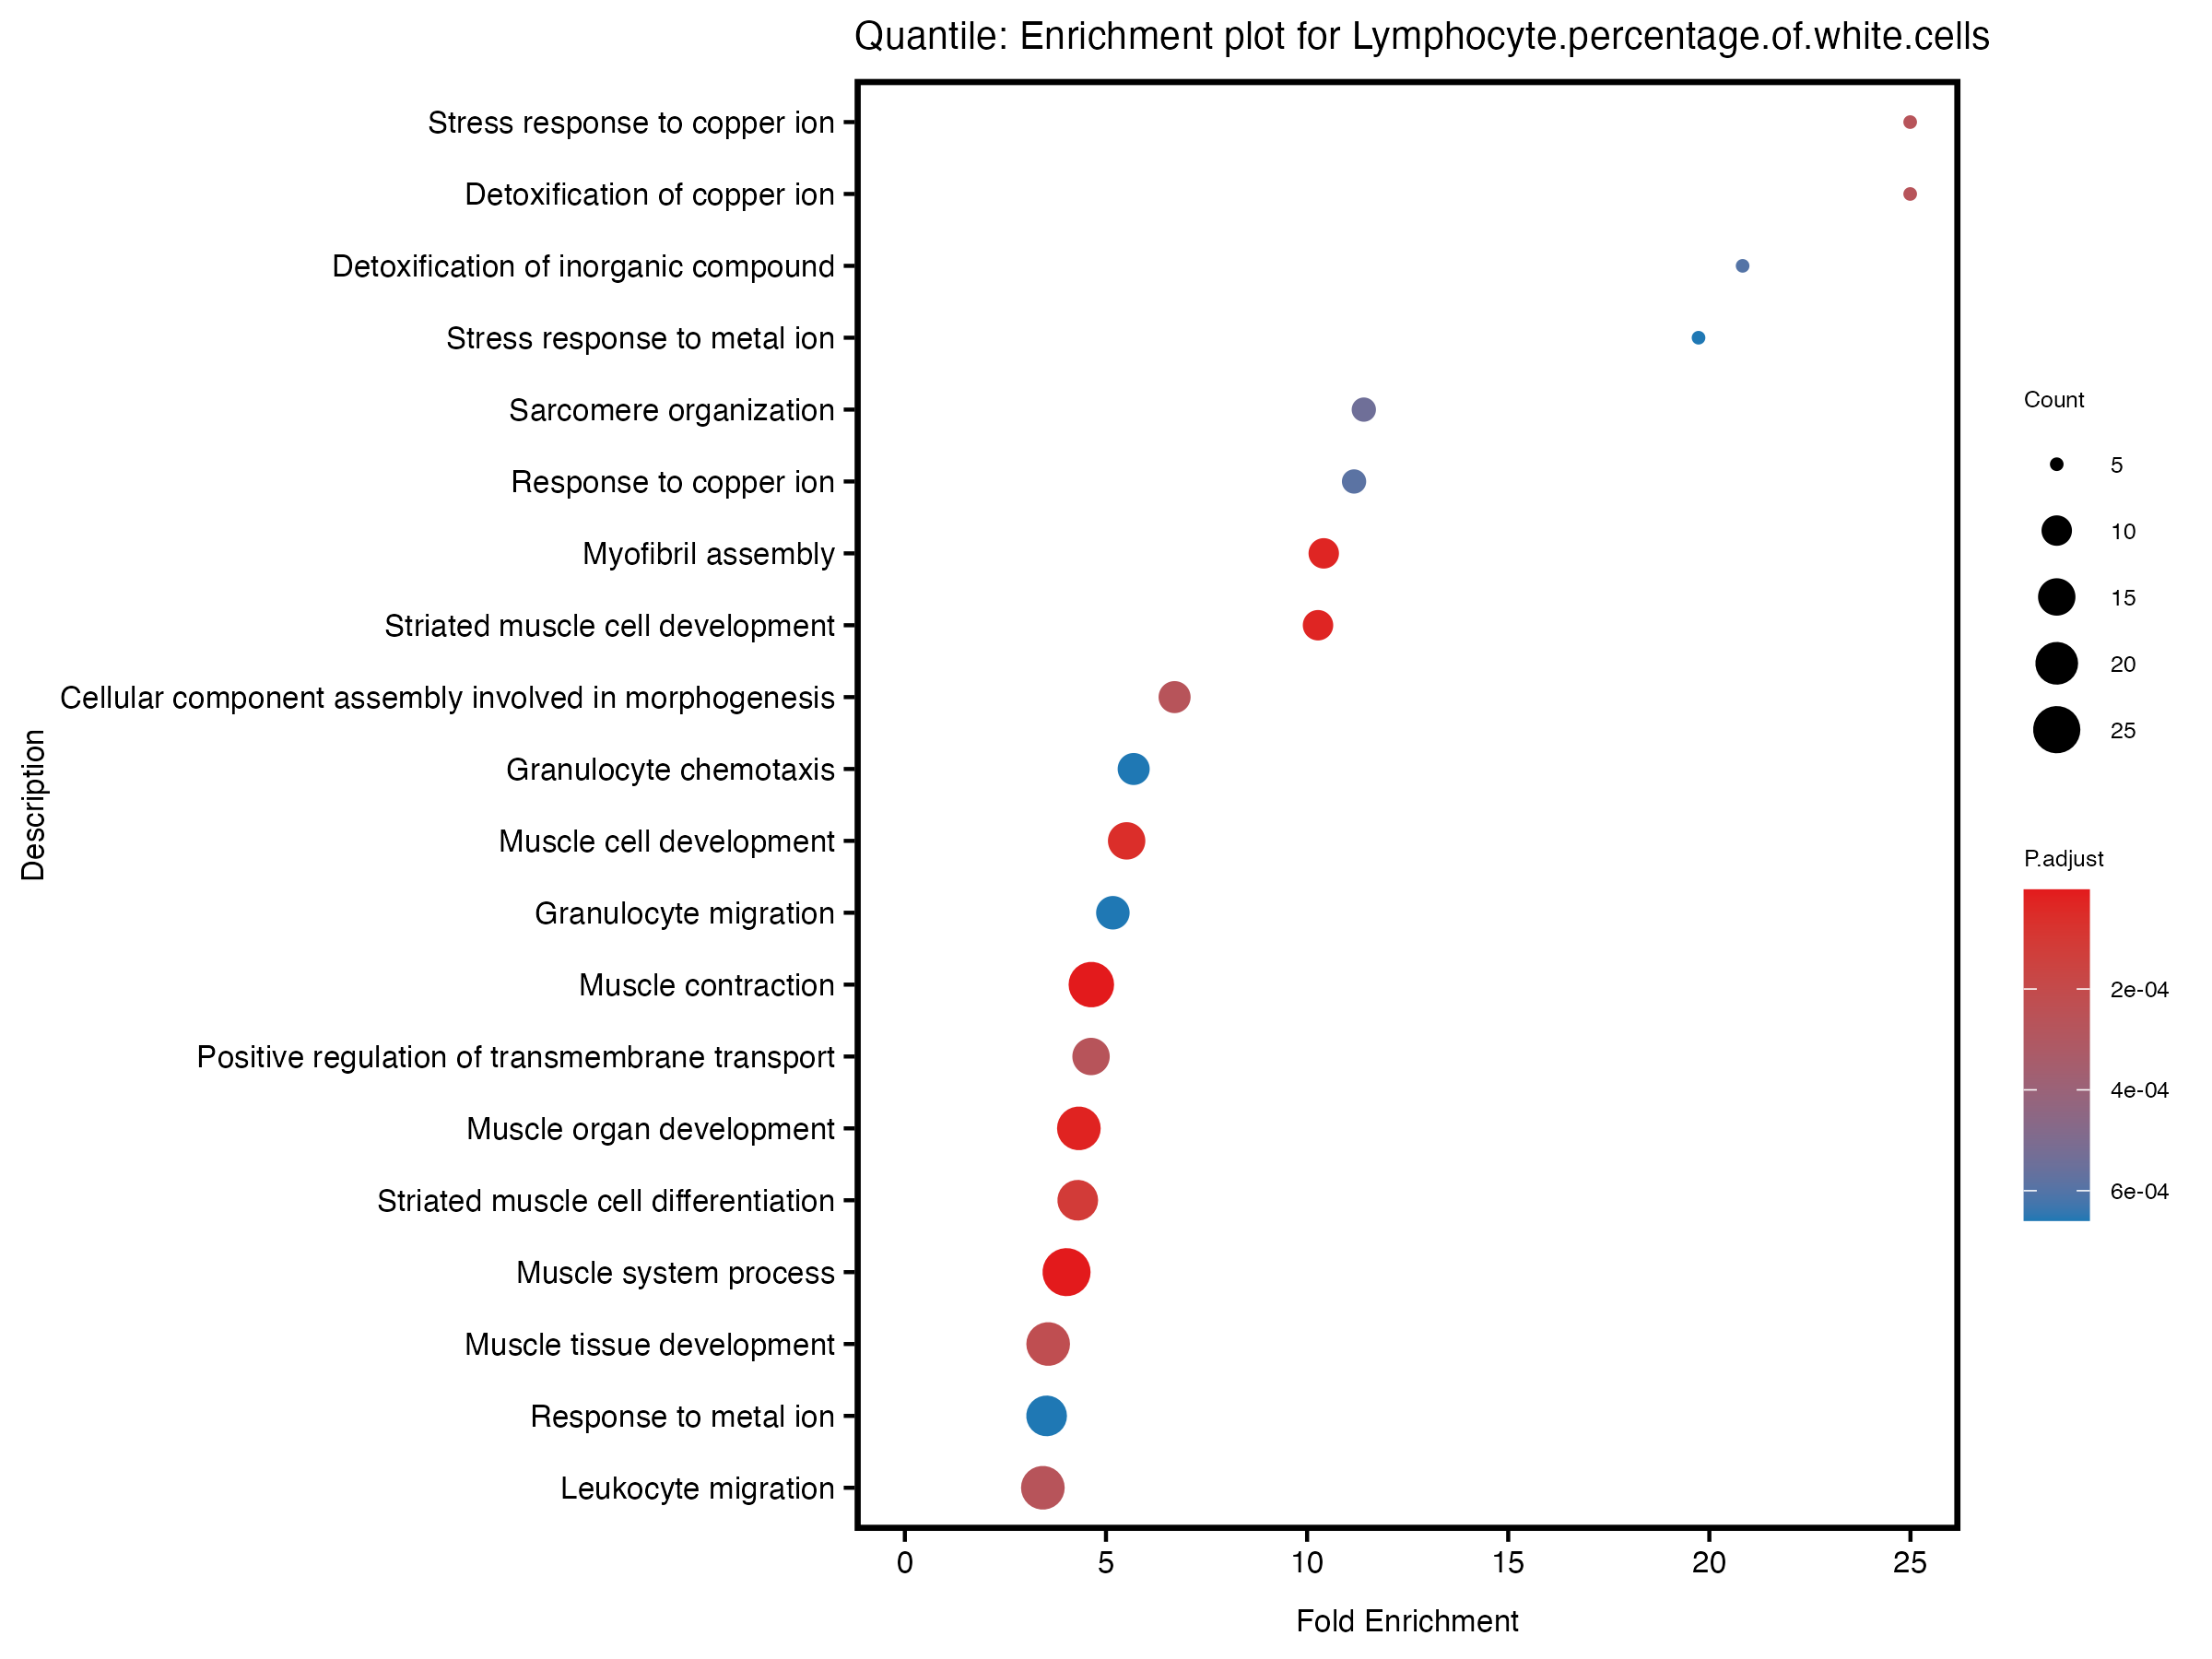 Quantile: Enrichment plot for Lymphocyte.percentage.of.white.cells
Stress response to copper ion
Detoxification of copper ion
Detoxification of inorganic compound
Stress response to metal ion
Sarcomere organization
Response to copper ion
Myofibril assembly
Striated muscle cell development
Cellular component assembly involved in morphogenesis
Granulocyte chemotaxis
Muscle cell development
Granulocyte migration
Muscle contraction
Positive regulation of transmembrane transport
Muscle organ development
Striated muscle cell differentiation
Muscle system process
Muscle tissue development
Response to metal ion
Leukocyte migration
Description
0 5 10 15 20 25
Fold Enrichment
Count
5
10
15
20
25
P.adjust
2e-04
4e-04
6e-04